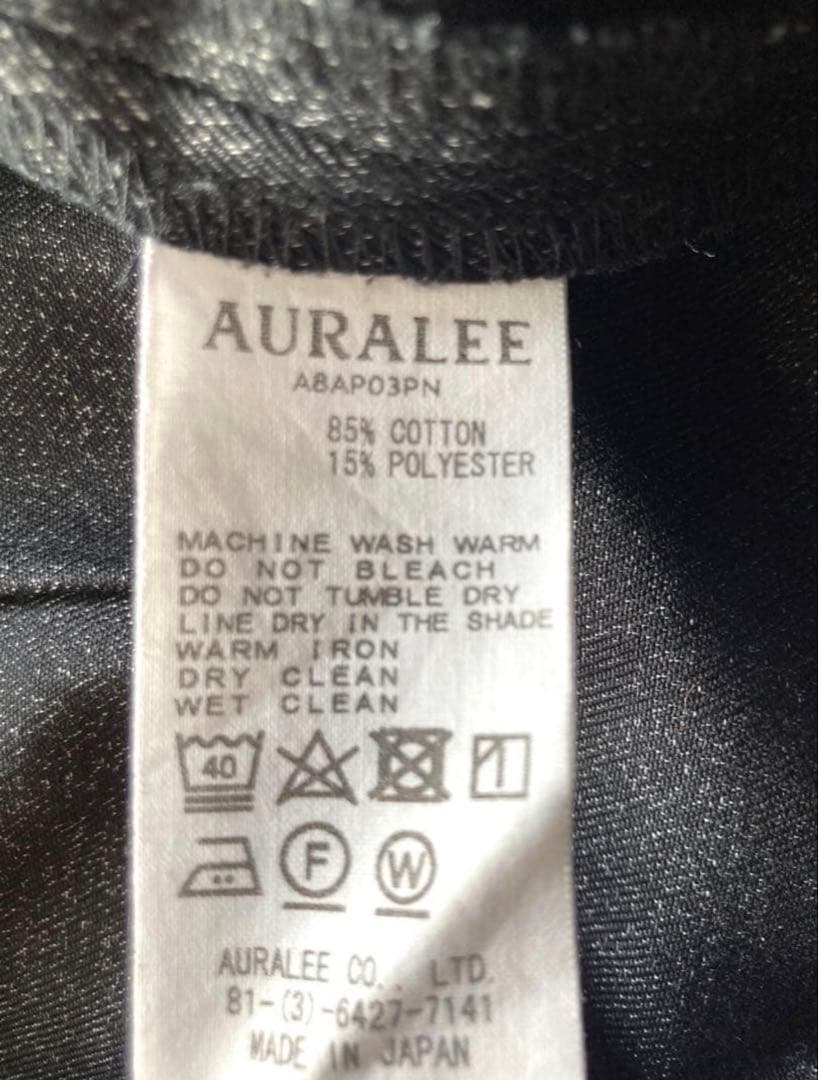 AURALEE
A8AP03PN
85% COTTON
15% POLYESTER
MACHINE WASH WARM
DO NOT BLEACH
DO NOT TUMBLE DRY
LINE DRY IN THE SHADE
WARM IRON
DRY CLEAN
WET CLEAN
40
F W
AURALEE CO., LTD.
81-(3)-6427-7141
MADE IN JAPAN